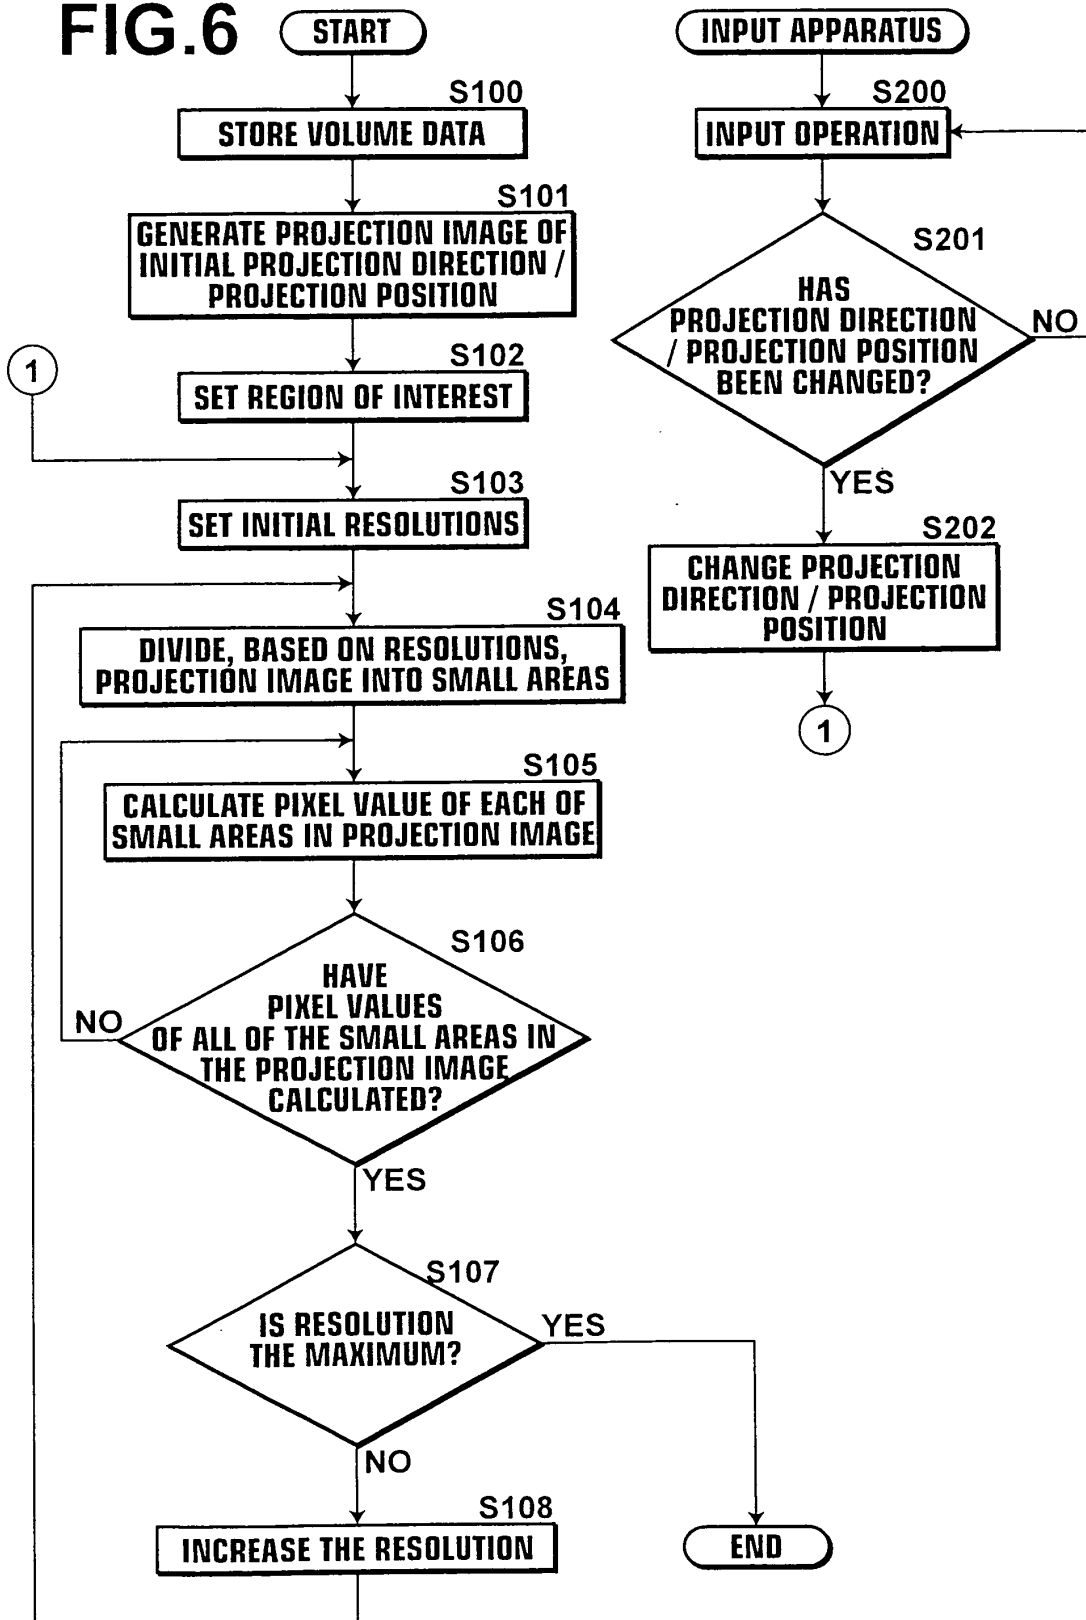 FIG.6
START
S100
STORE VOLUME DATA
S101
GENERATE PROJECTION IMAGE OF
INITIAL PROJECTION DIRECTION /
PROJECTION POSITION
1
S102
SET REGION OF INTEREST
S103
SET INITIAL RESOLUTIONS
S104
DIVIDE, BASED ON RESOLUTIONS,
PROJECTION IMAGE INTO SMALL AREAS
S105
CALCULATE PIXEL VALUE OF EACH OF
SMALL AREAS IN PROJECTION IMAGE
S106
HAVE
PIXEL VALUES
OF ALL OF THE SMALL AREAS IN
THE PROJECTION IMAGE
CALCULATED?
NO
YES
S107
IS RESOLUTION
THE MAXIMUM?
YES
NO
S108
INCREASE THE RESOLUTION
END
INPUT APPARATUS
S200
INPUT OPERATION
S201
HAS
PROJECTION DIRECTION
/ PROJECTION POSITION
BEEN CHANGED?
NO
YES
S202
CHANGE PROJECTION
DIRECTION / PROJECTION
POSITION
1